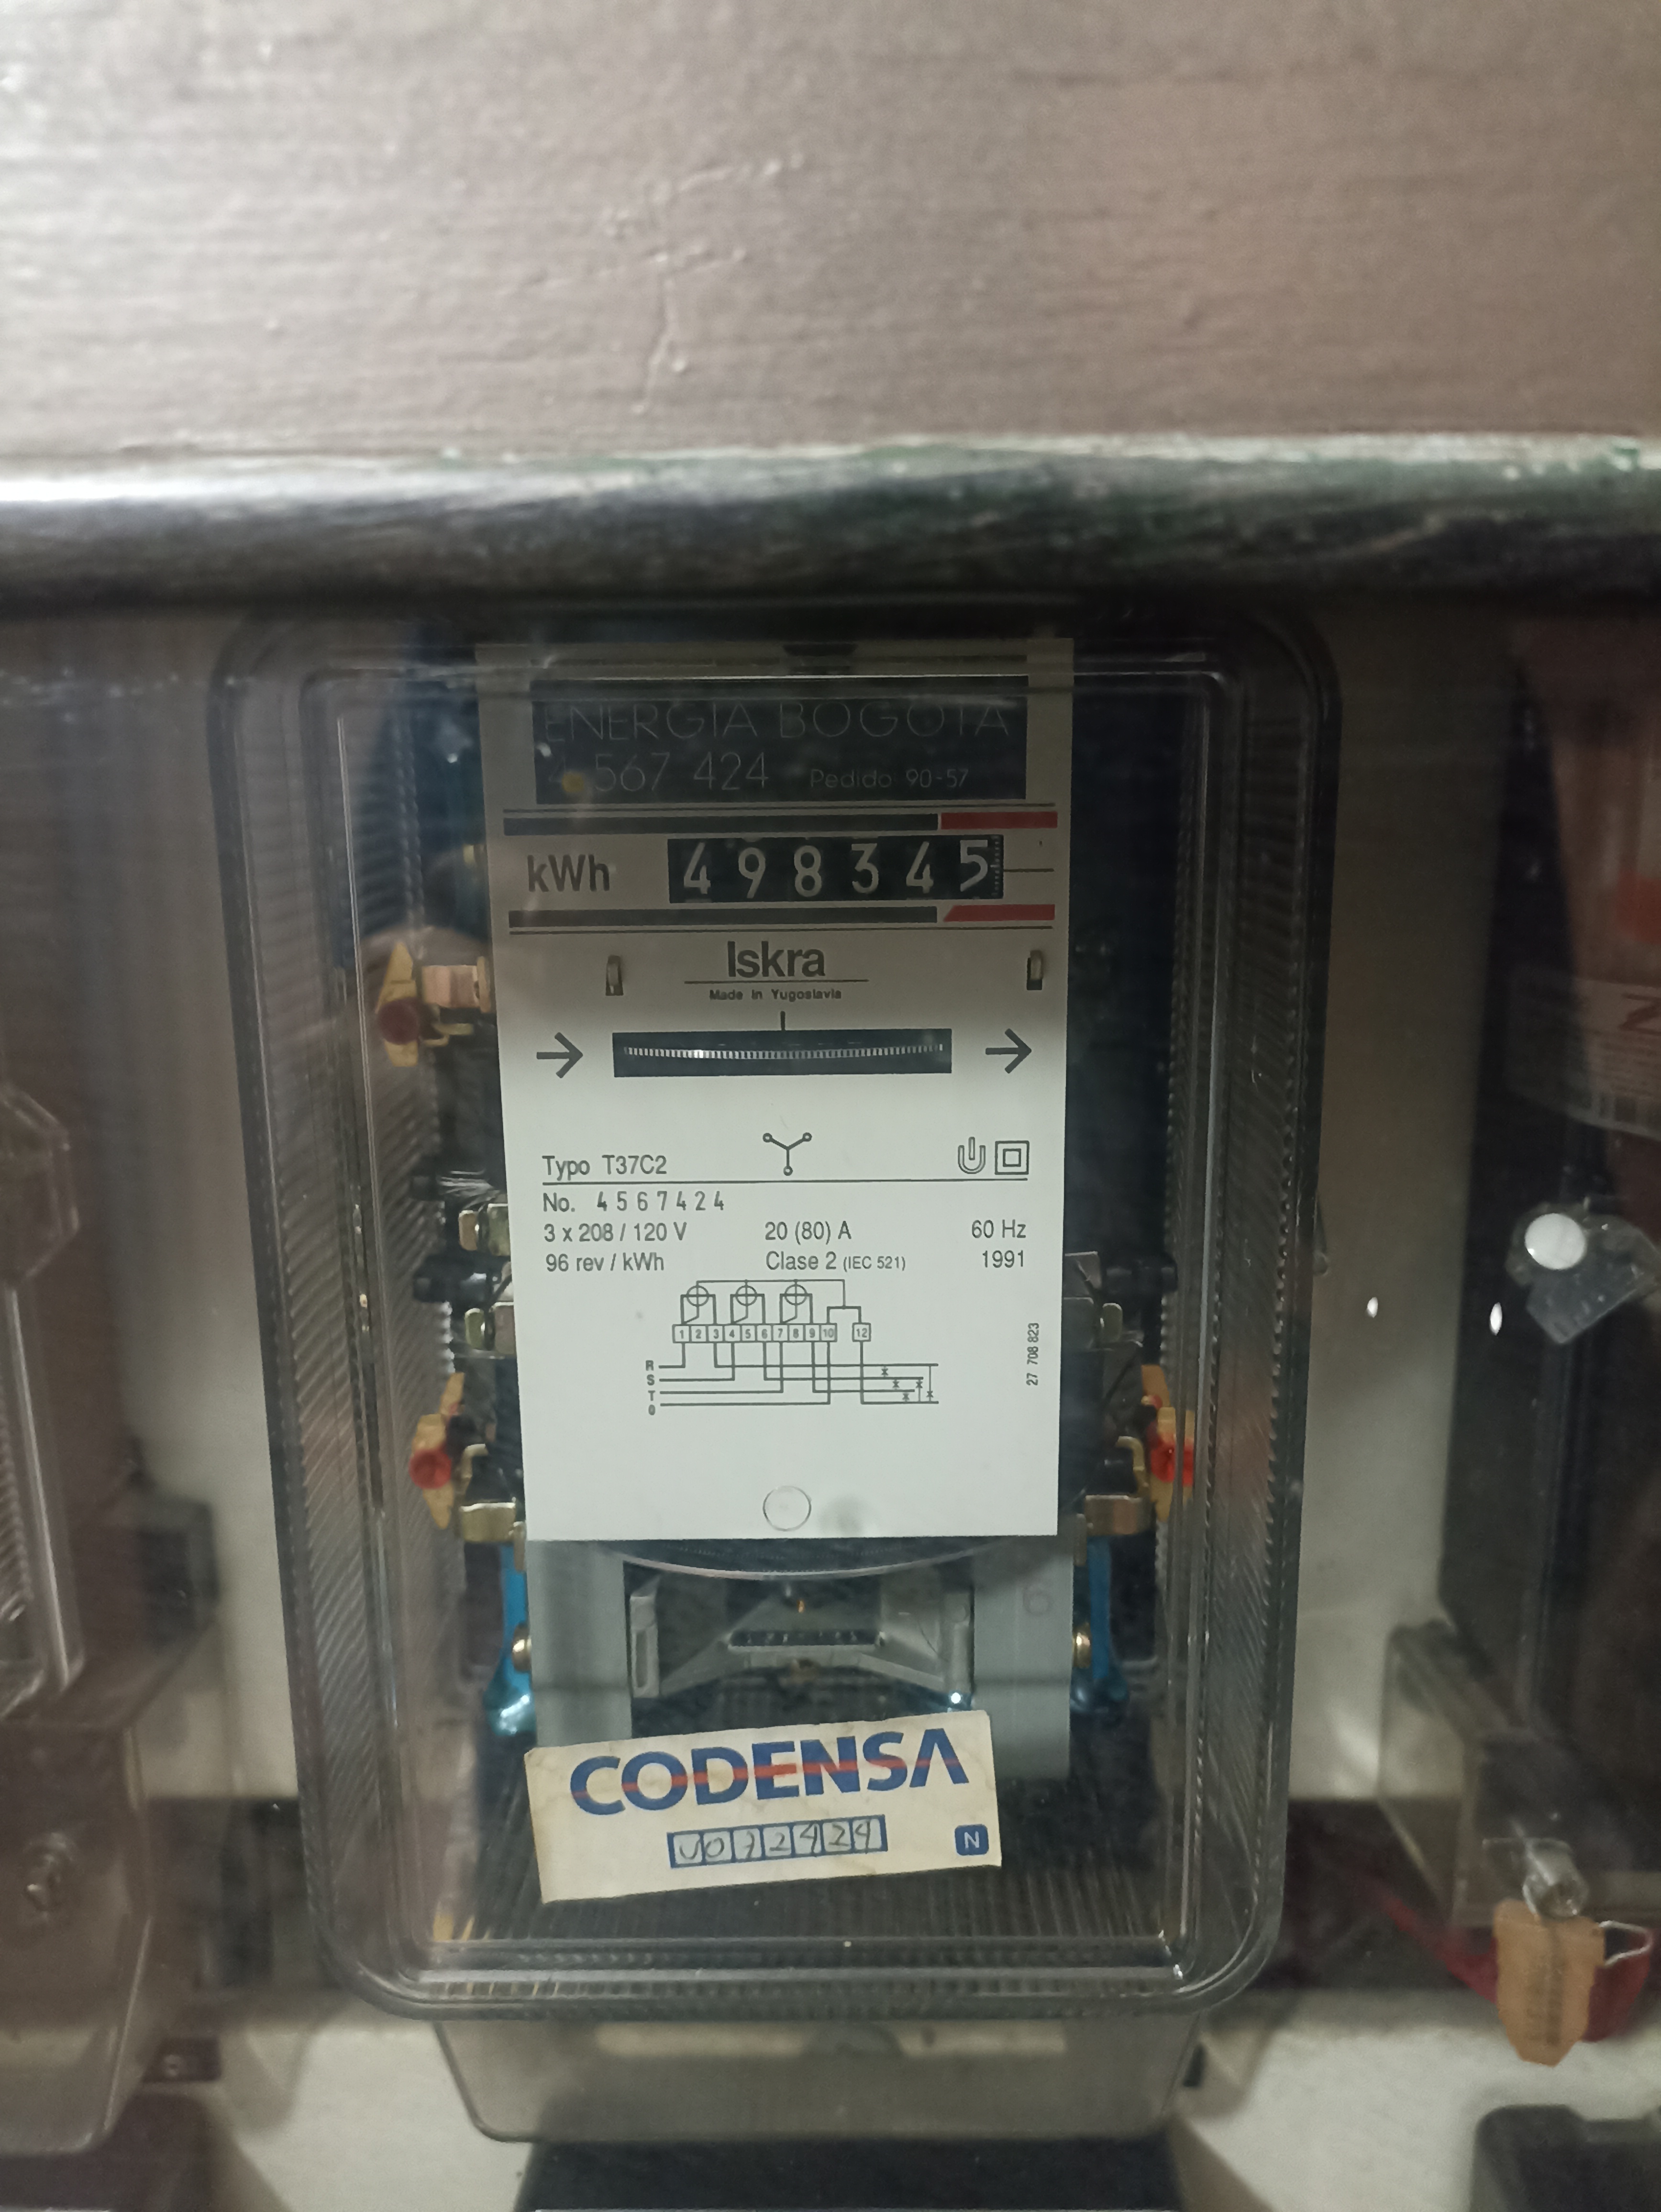 ENERGIA BOGOTA
4 567 424 Pedido 90-57
kWh 498345
Iskra
Made in Yugoslavia
Typo T37C2
No. 4567424
3 x 208 / 120 V 20 (80) A 60 Hz
96 rev / kWh Clase 2 (IEC 521) 1991
1 2 3 4 5 6 7 8 9 10 12
R
S
T
0
27 708 823
6
CODENSA
N